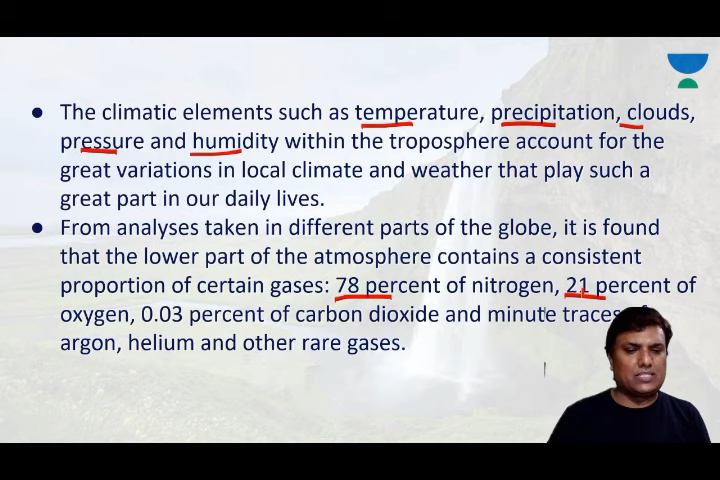 ● The climatic elements such as temperature, precipitation, clouds,
pressure and humidity within the troposphere account for the
great variations in local climate and weather that play such a
great part in our daily lives.
● From analyses taken in different parts of the globe, it is found
that the lower part of the atmosphere contains a consistent
proportion of certain gases: 78 percent of nitrogen, 21 percent of
oxygen, 0.03 percent of carbon dioxide and minute traces
argon, helium and other rare gases.